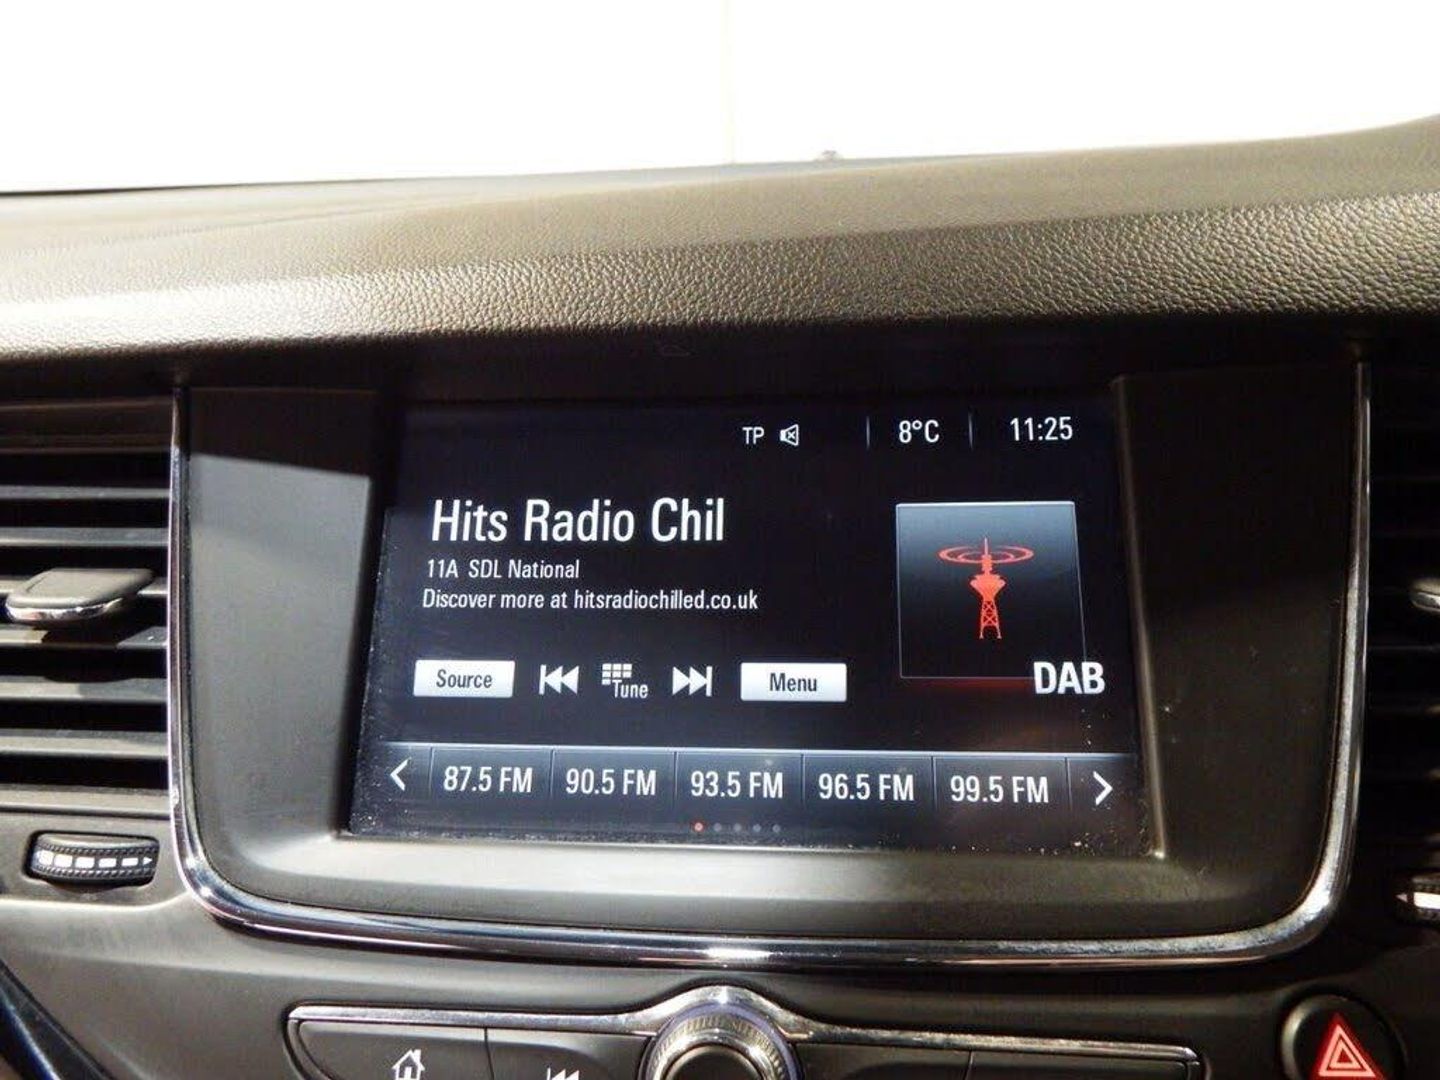 TP 8°C 11:25
Hits Radio Chil
11A SDL National
Discover more at hitsradiochilled.co.uk
Source Tune Menu
DAB
87.5 FM 90.5 FM 93.5 FM 96.5 FM 99.5 FM